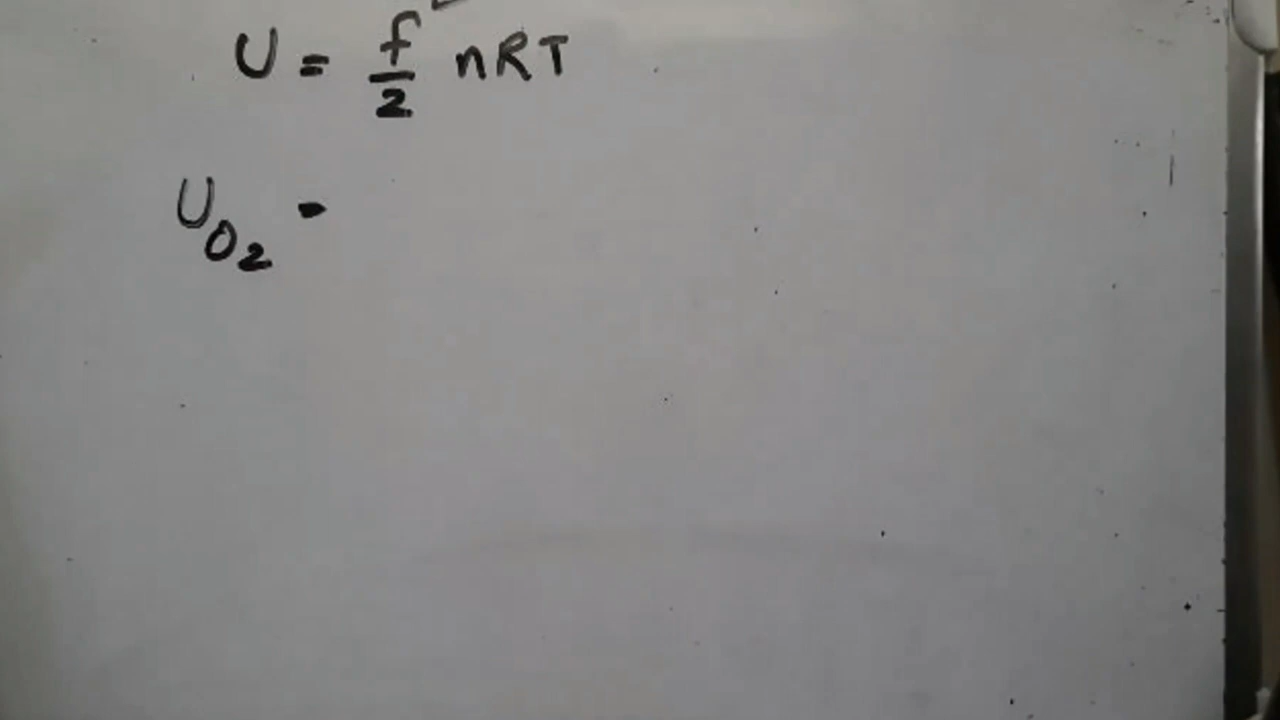 U = f/2 nRT
U_O2 -